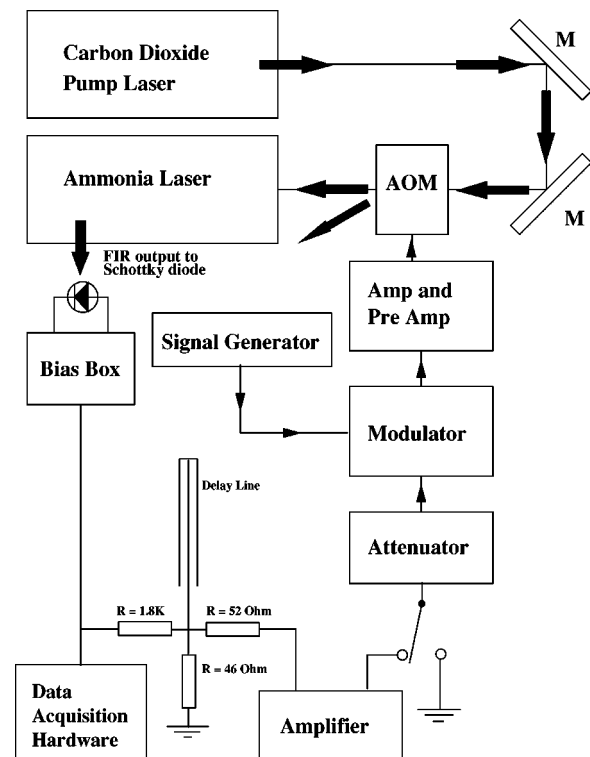 Carbon Dioxide
Pump Laser
M
Ammonia Laser
AOM
M
FIR output to
Schottky diode
Amp and
Pre Amp
Signal Generator
Bias Box
Modulator
Delay Line
Attenuator
R = 1.8K
R = 52 Ohm
R = 46 Ohm
Data
Acquisition
Hardware
Amplifier